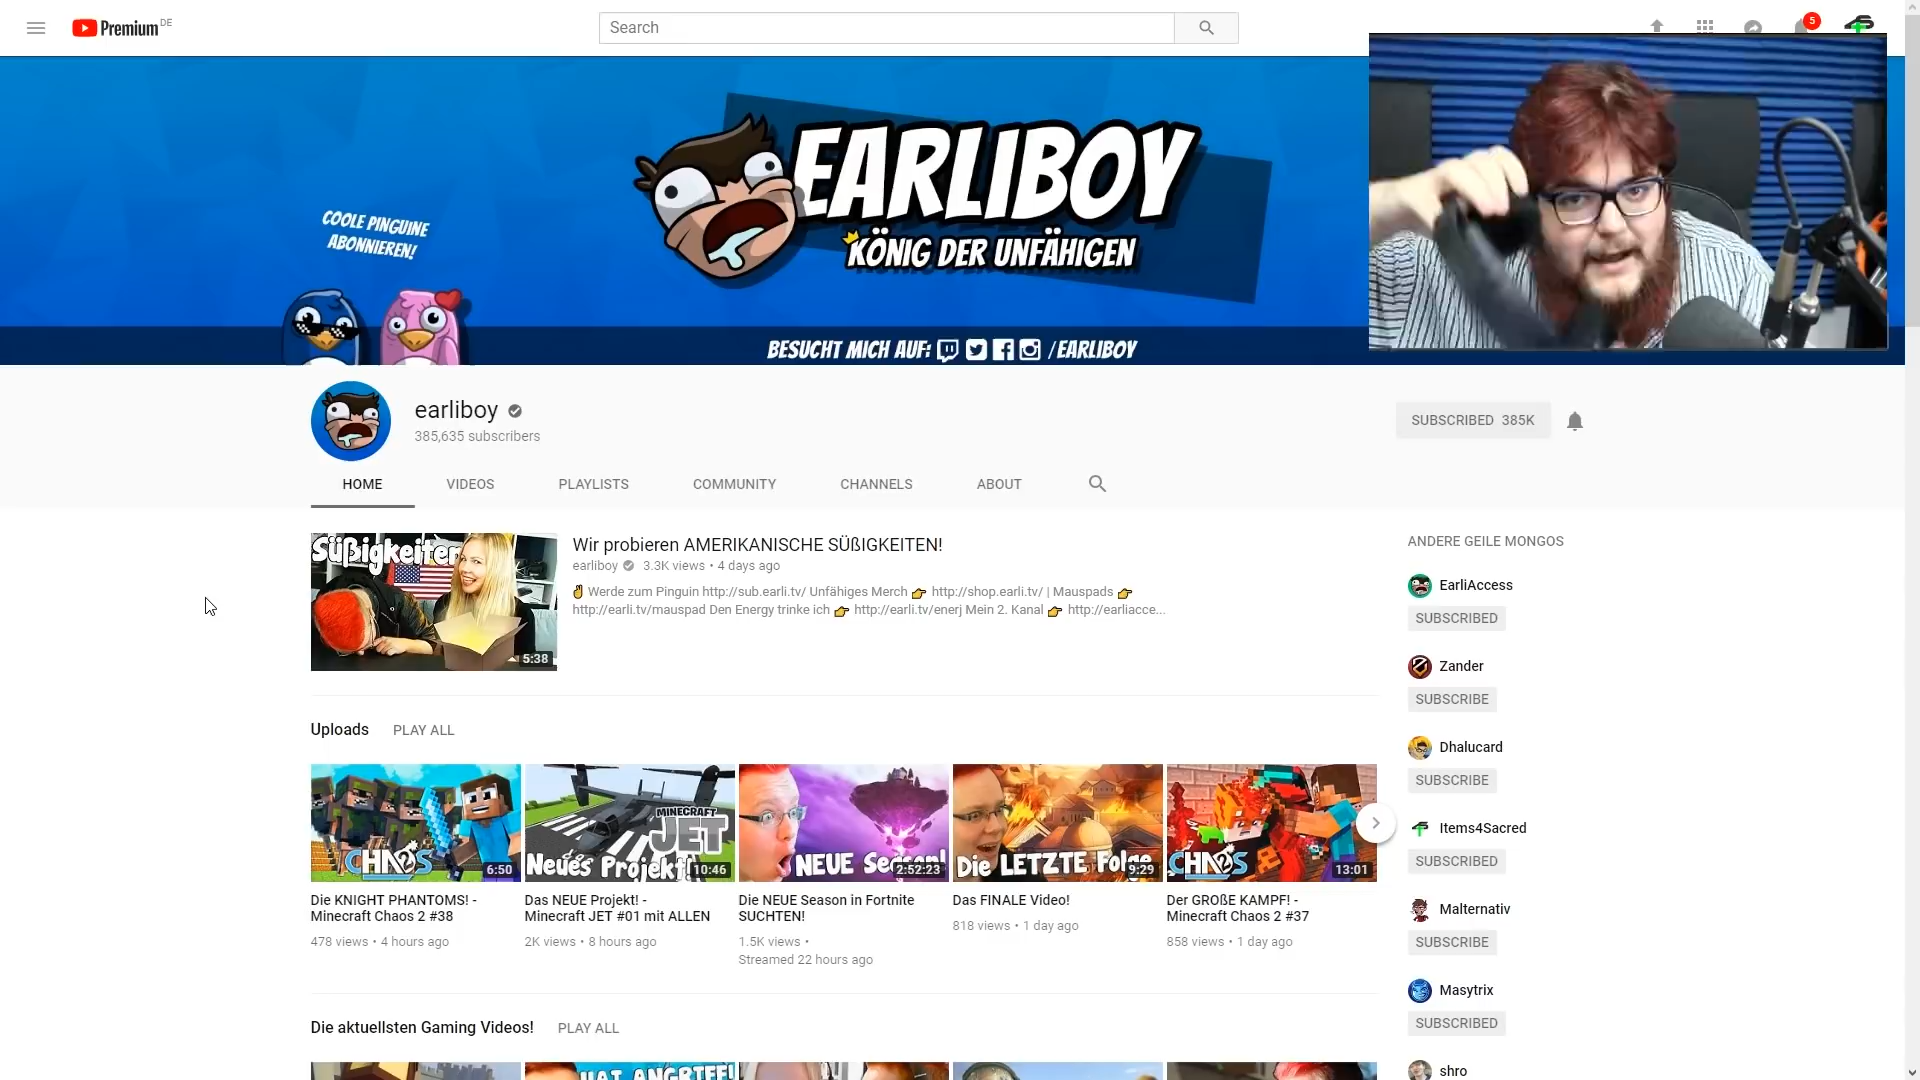 Premium DE
Search
5
COOLE PINGUINE
ABONNIEREN!
EARLIBOY
KÖNIG DER UNFÄHIGEN
BESUCHT MICH AUF: /EARLIBOY
earliboy
385,635 subscribers
SUBSCRIBED 385K
HOME VIDEOS PLAYLISTS COMMUNITY CHANNELS ABOUT
Süßigkeiten
5:38
Wir probieren AMERIKANISCHE SÜßIGKEITEN!
earliboy 3.3K views • 4 days ago
✌ Werde zum Pinguin http://sub.earli.tv/ Unfähiges Merch 👉 http://shop.earli.tv/ | Mauspads 👉
http://earli.tv/mauspad Den Energy trinke ich 👉 http://earli.tv/enerj Mein 2. Kanal 👉 http://earliacce...
Uploads PLAY ALL
CHAOS 2
6:50
Die KNIGHT PHANTOMS! -
Minecraft Chaos 2 #38
478 views • 4 hours ago
MINECRAFT
JET
Neues Projekt!
10:46
Das NEUE Projekt! -
Minecraft JET #01 mit ALLEN
2K views • 8 hours ago
NEUE Season!
2:52:23
Die NEUE Season in Fortnite
SUCHTEN!
1.5K views •
Streamed 22 hours ago
Die LETZTE Folge
9:29
Das FINALE Video!
818 views • 1 day ago
CHAOS 2
13:01
Der GROßE KAMPF! -
Minecraft Chaos 2 #37
858 views • 1 day ago
Die aktuellsten Gaming Videos! PLAY ALL
HAT ANGRIFF!
ANDERE GEILE MONGOS
EarliAccess
SUBSCRIBED
Zander
SUBSCRIBE
Dhalucard
SUBSCRIBE
Items4Sacred
SUBSCRIBED
Malternativ
SUBSCRIBE
Masytrix
SUBSCRIBED
shro